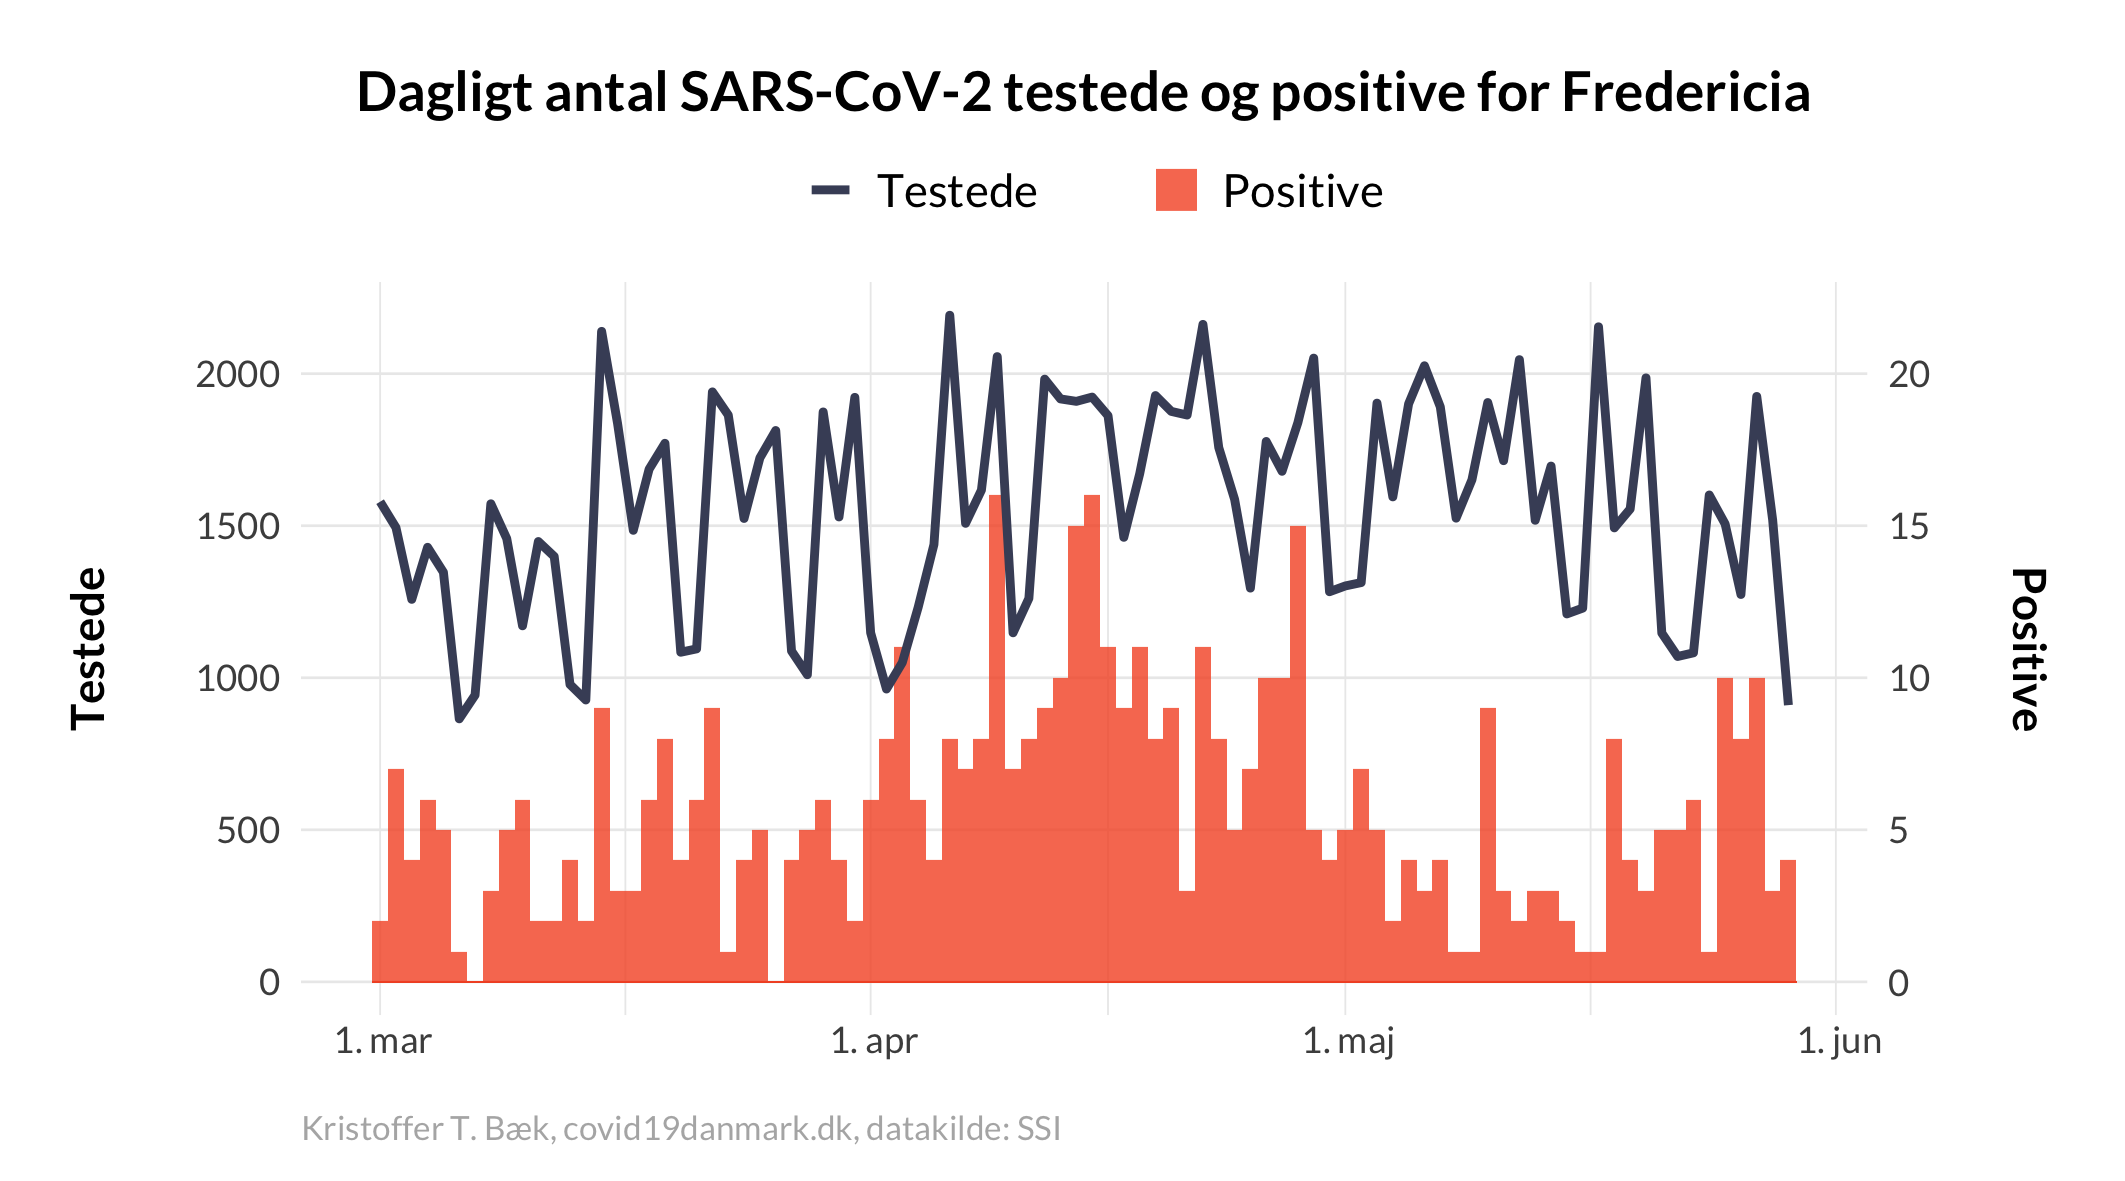 Dagligt antal SARS-CoV-2 testede og positive for Fredericia
Testede Positive
2000 20
1500 15
1000 10
500 5
0 0
Testede
Positive
1. mar 1. apr 1. maj 1. jun
Kristoffer T. Bæk, covid19danmark.dk, datakilde: SSI